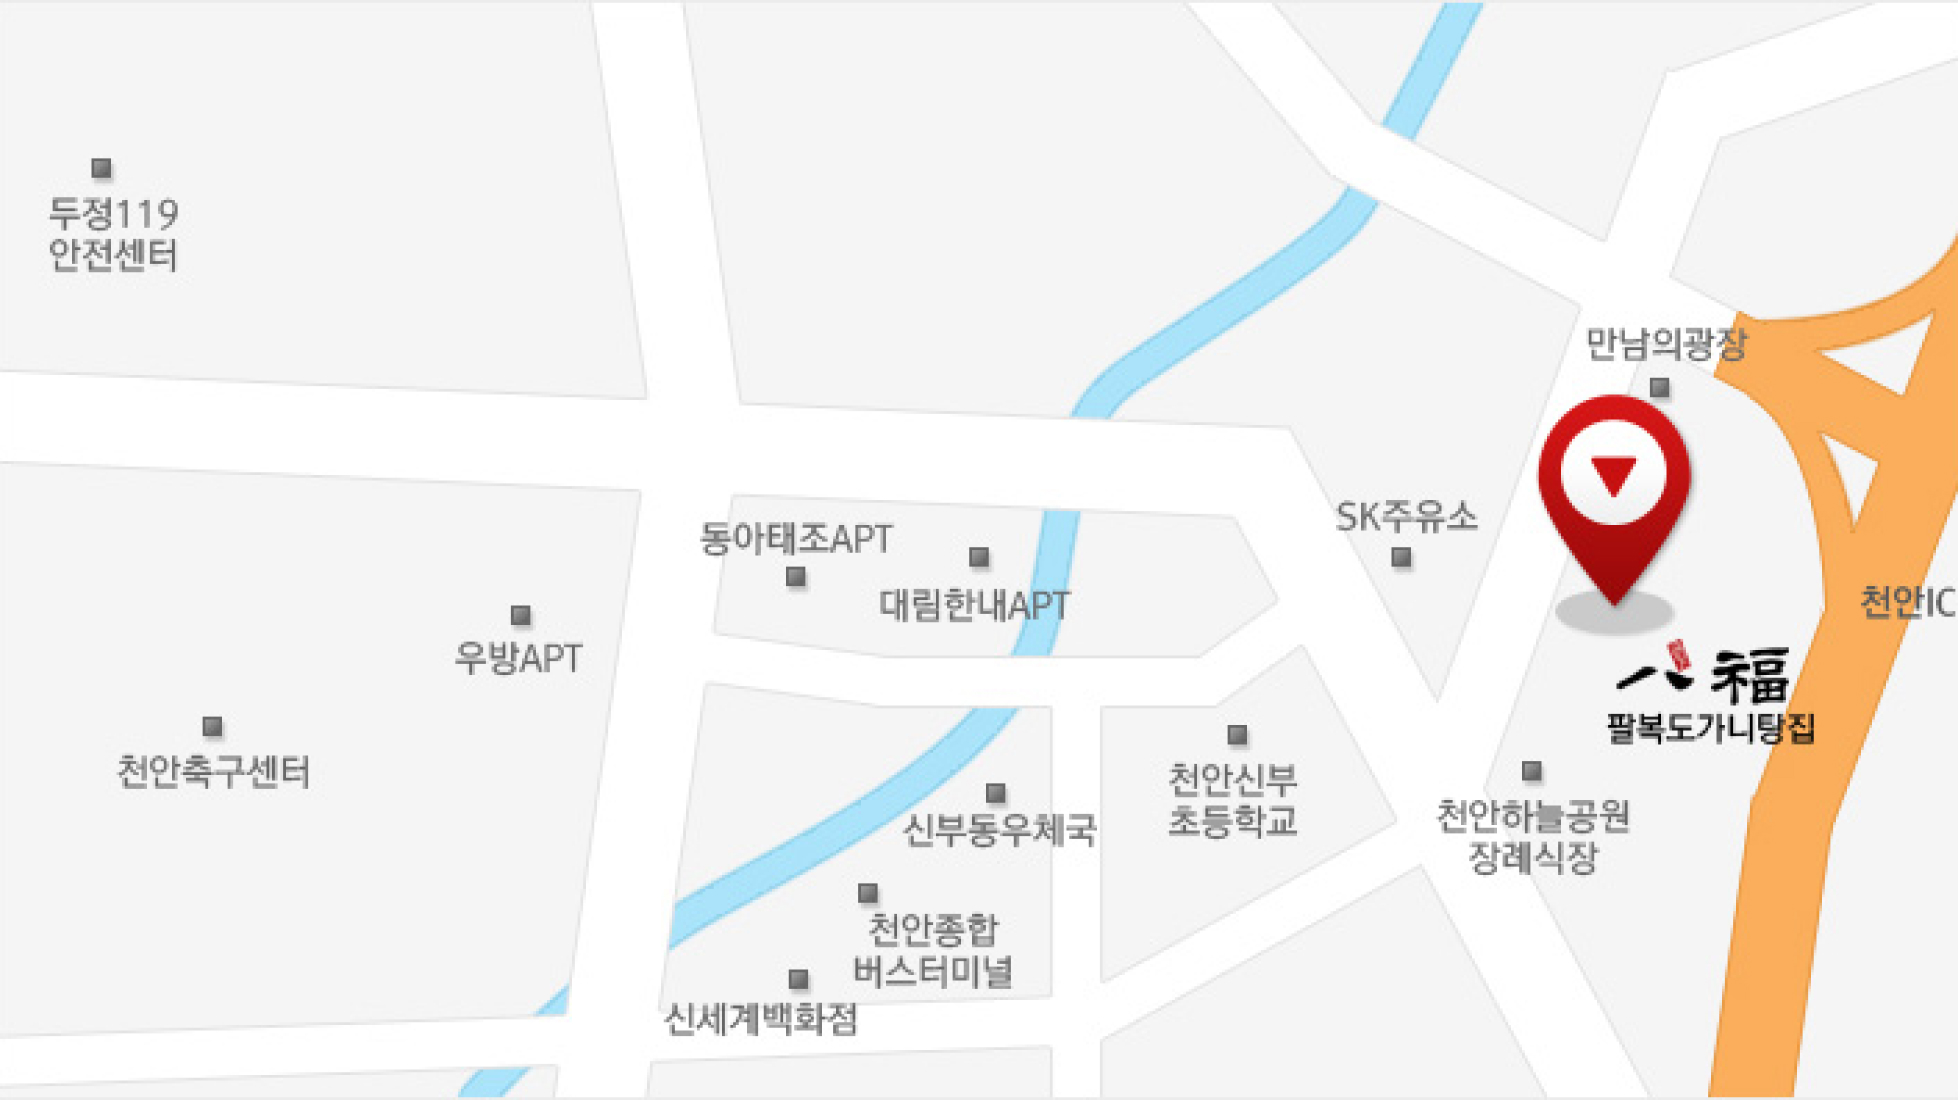 두정119
안전센터
만남의광장
SK주유소
동아태조APT
대림한내APT
천안IC
우방APT
八福
팔복도가니탕집
천안축구센터
천안신부
초등학교
천안하늘공원
장례식장
신부동우체국
천안종합
버스터미널
신세계백화점